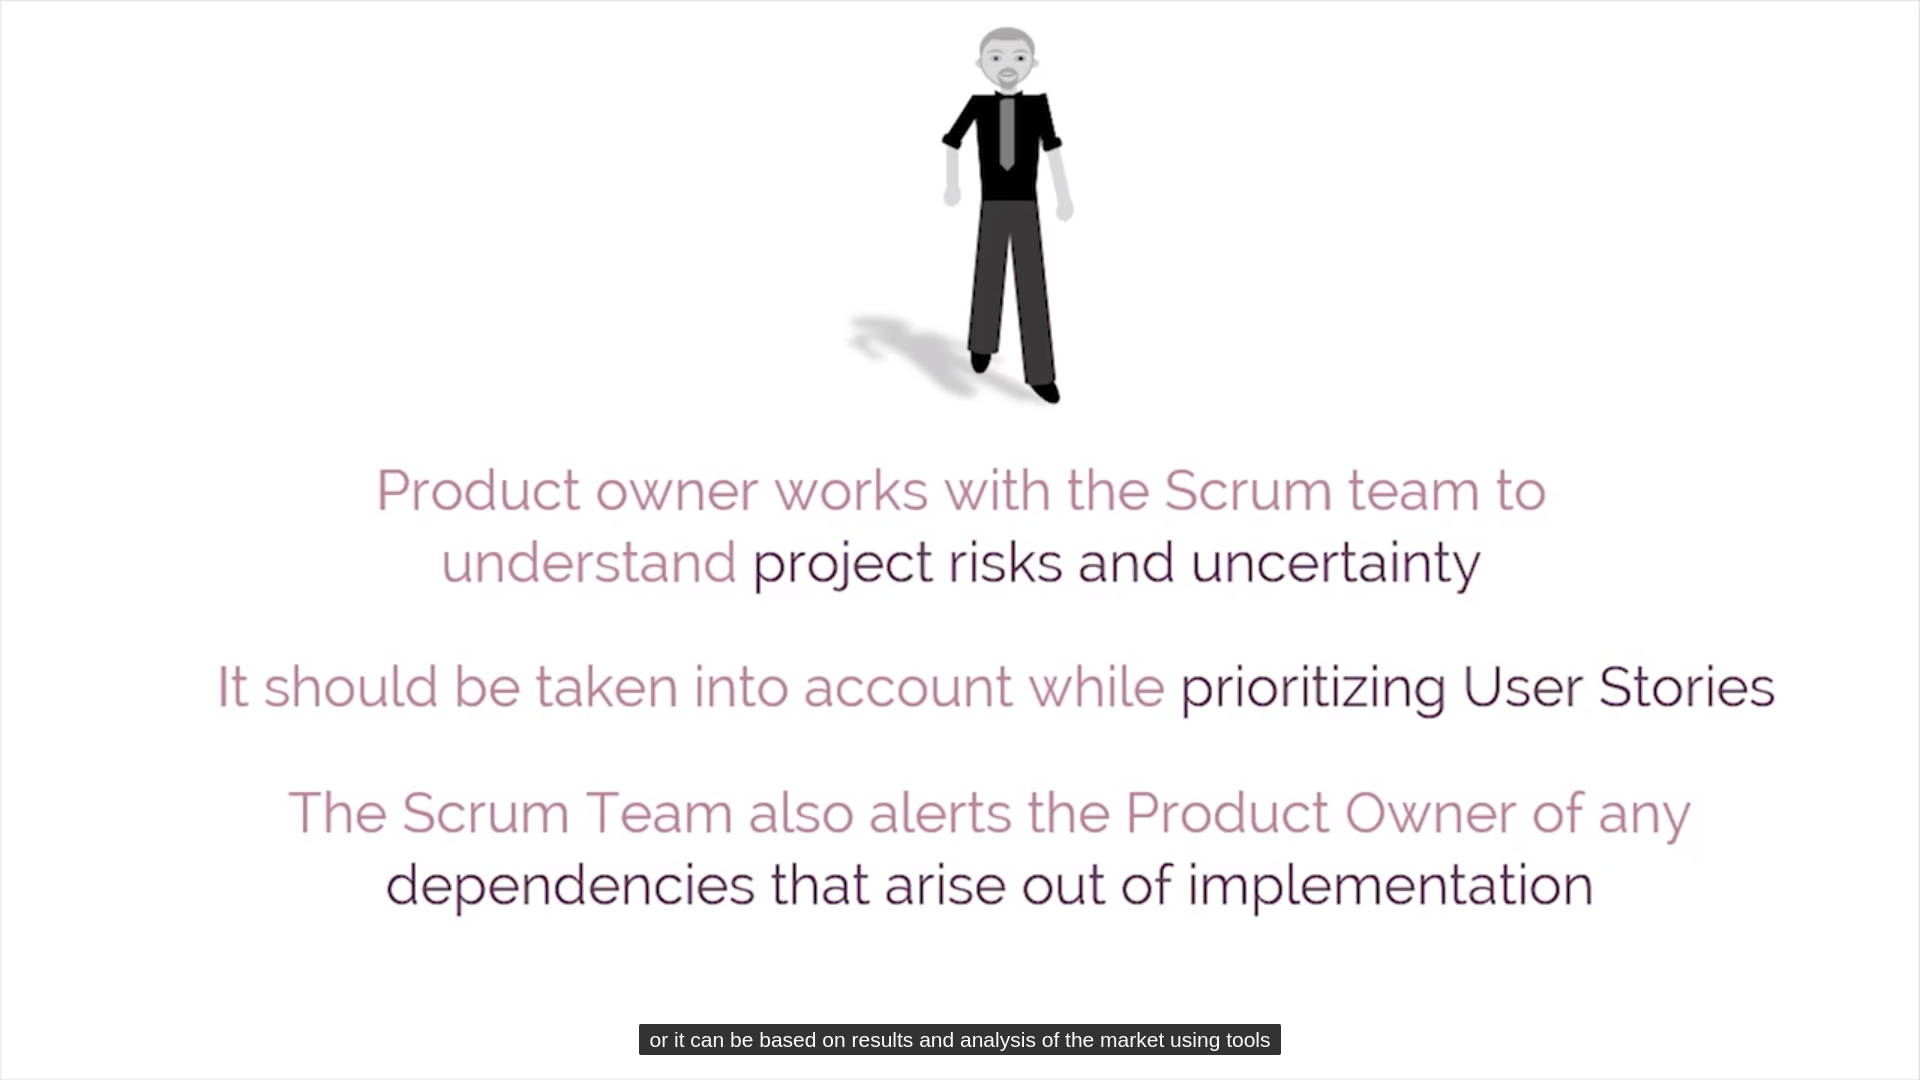 Product owner works with the Scrum team to
understand project risks and uncertainty
It should be taken into account while prioritizing User Stories
The Scrum Team also alerts the Product Owner of any
dependencies that arise out of implementation
or it can be based on results and analysis of the market using tools